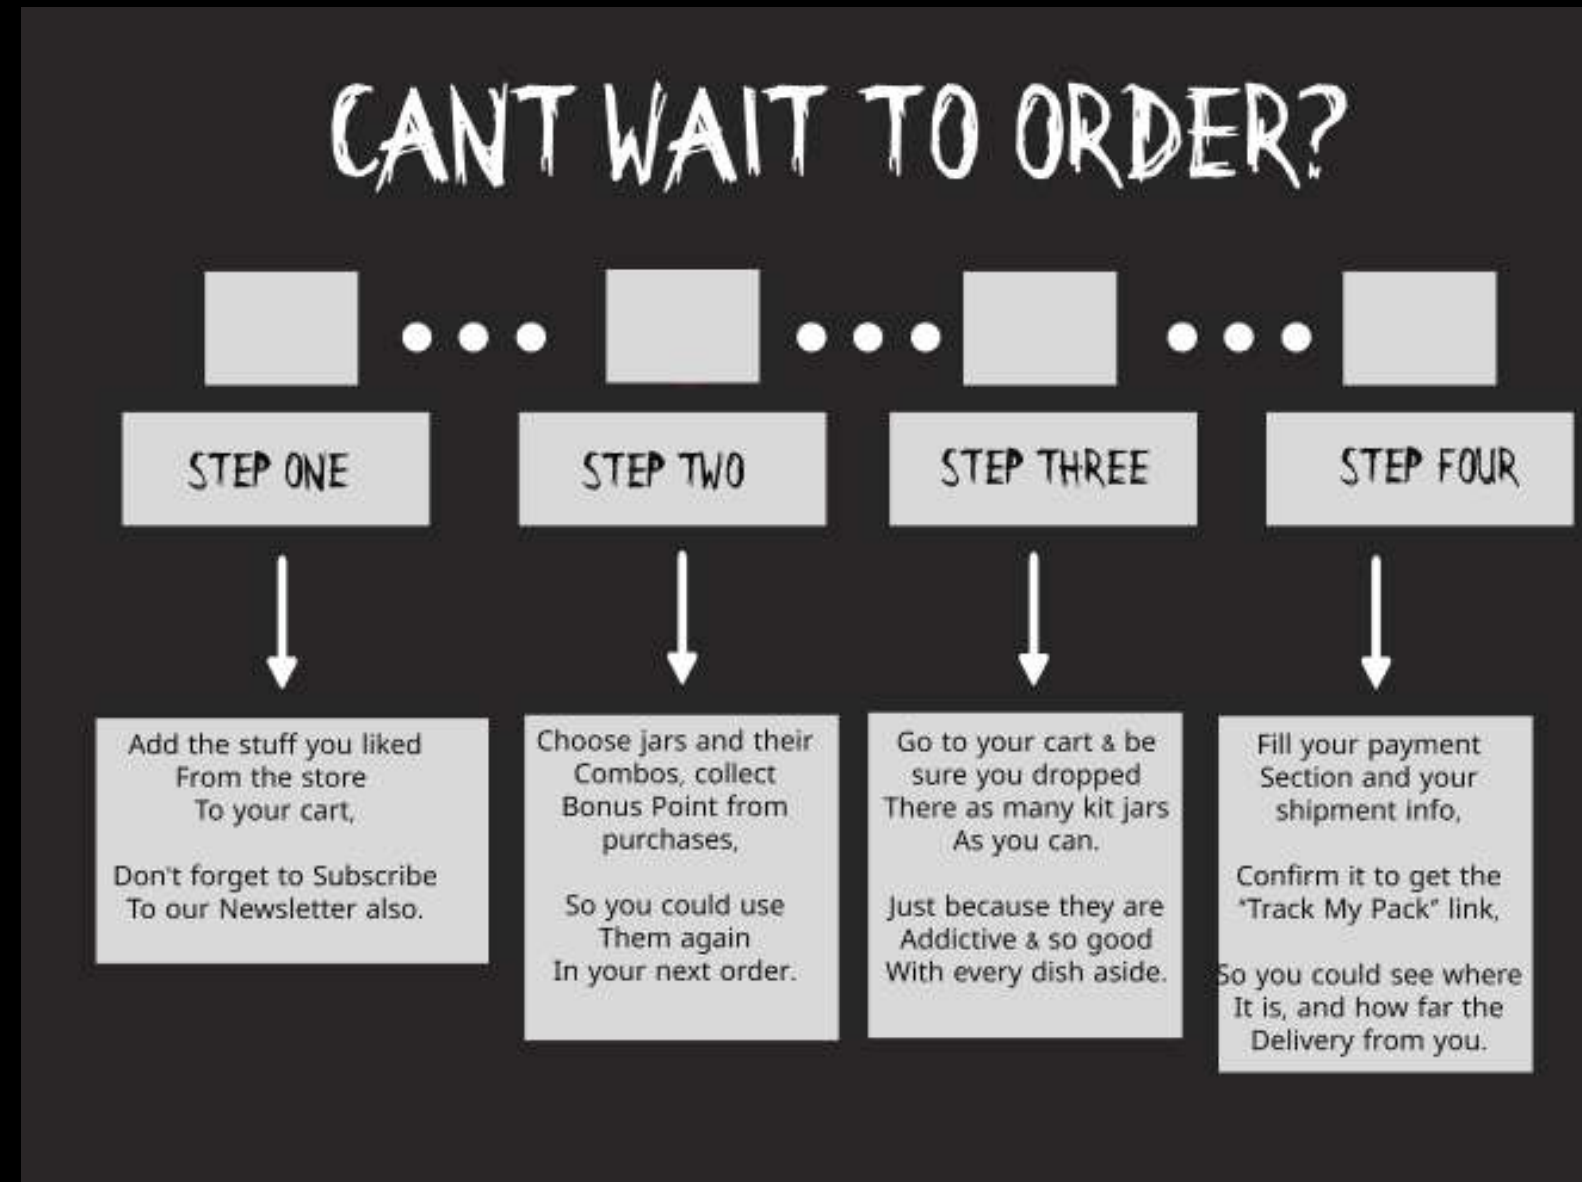 CANT WAIT TO ORDER?
STEP ONE
STEP TWO
STEP THREE
STEP FOUR
Add the stuff you liked
From the store
To your cart,
Don't forget to Subscribe
To our Newsletter also.
Choose jars and their
Combos, collect
Bonus Point from
purchases,
So you could use
Them again
In your next order.
Go to your cart & be
sure you dropped
There as many kit jars
As you can.
Just because they are
Addictive & so good
With every dish aside.
Fill your payment
Section and your
shipment info,
Confirm it to get the
"Track My Pack" link,
So you could see where
It is, and how far the
Delivery from you.